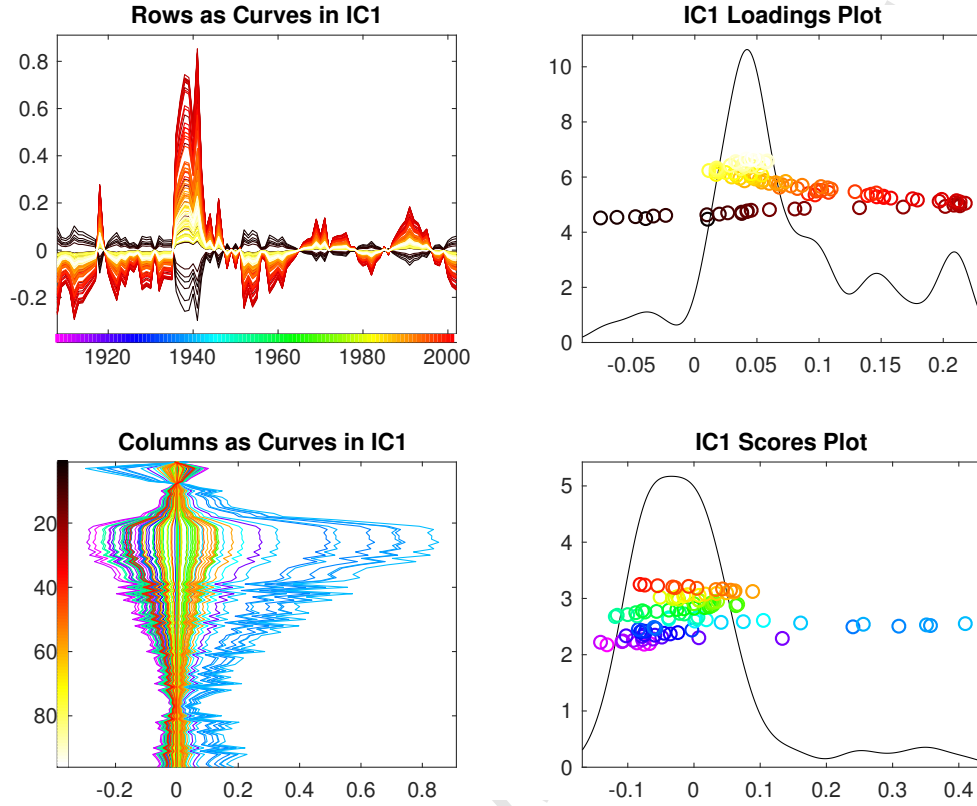 Rows as Curves in IC1
0.8
0.6
0.4
0.2
0
-0.2
1920 1940 1960 1980 2000
IC1 Loadings Plot
10
8
6
4
2
0
-0.05 0 0.05 0.1 0.15 0.2
Columns as Curves in IC1
20
40
60
80
-0.2 0 0.2 0.4 0.6 0.8
IC1 Scores Plot
5
4
3
2
1
0
-0.1 0 0.1 0.2 0.3 0.4